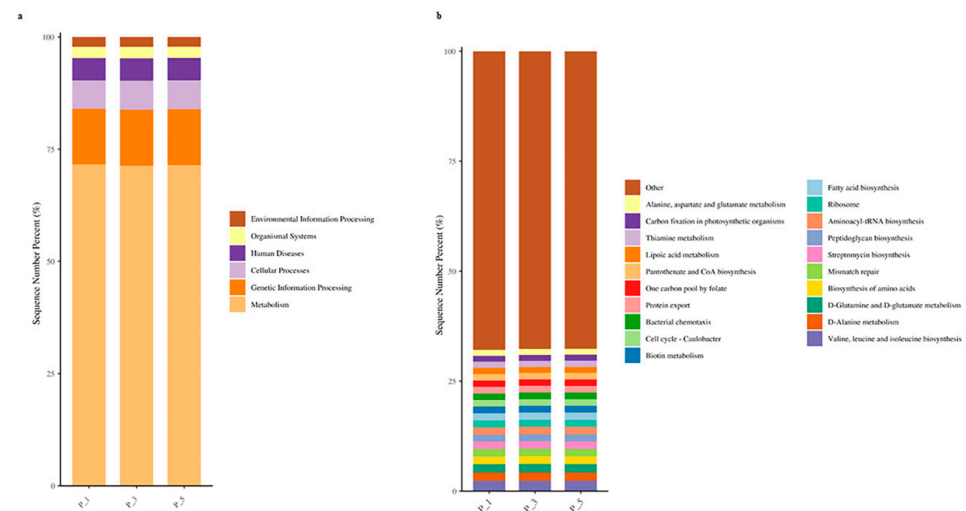 a
Sequence Number Percent (%)
100
75
50
25
0
P_1
P_3
P_5
Environmental Information Processing
Organismal Systems
Human Diseases
Cellular Processes
Genetic Information Processing
Metabolism
b
Sequence Number Percent (%)
100
75
50
25
0
P_1
P_3
P_5
Other
Alanine, aspartate and glutamate metabolism
Carbon fixation in photosynthetic organisms
Thiamine metabolism
Lipoic acid metabolism
Pantothenate and CoA biosynthesis
One carbon pool by folate
Protein export
Bacterial chemotaxis
Cell cycle - Caulobacter
Biotin metabolism
Fatty acid biosynthesis
Ribosome
Aminoacyl-tRNA biosynthesis
Peptidoglycan biosynthesis
Streptomycin biosynthesis
Mismatch repair
Biosynthesis of amino acids
D-Glutamine and D-glutamate metabolism
D-Alanine metabolism
Valine, leucine and isoleucine biosynthesis